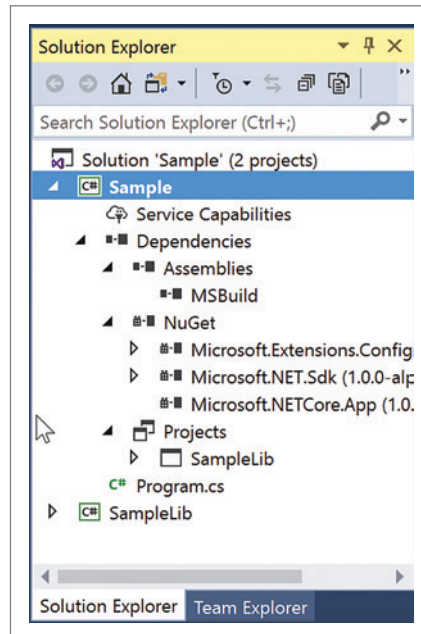 Solution Explorer
Search Solution Explorer (Ctrl+;)
Solution 'Sample' (2 projects)
C# Sample
Service Capabilities
Dependencies
Assemblies
MSBuild
NuGet
Microsoft.Extensions.Config
Microsoft.NET.Sdk (1.0.0-alp
Microsoft.NETCore.App (1.0.
Projects
SampleLib
C# Program.cs
C# SampleLib
Solution Explorer Team Explorer